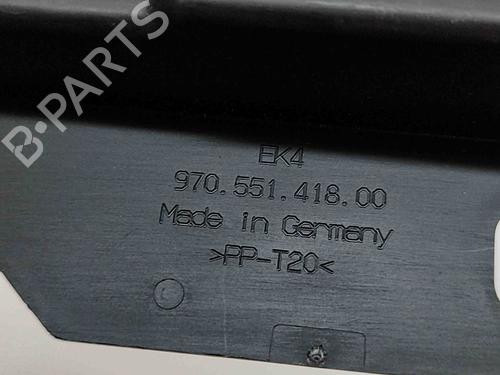 B-PARTS
EK4
970.551.418.00
Made in Germany
>PP-T20<